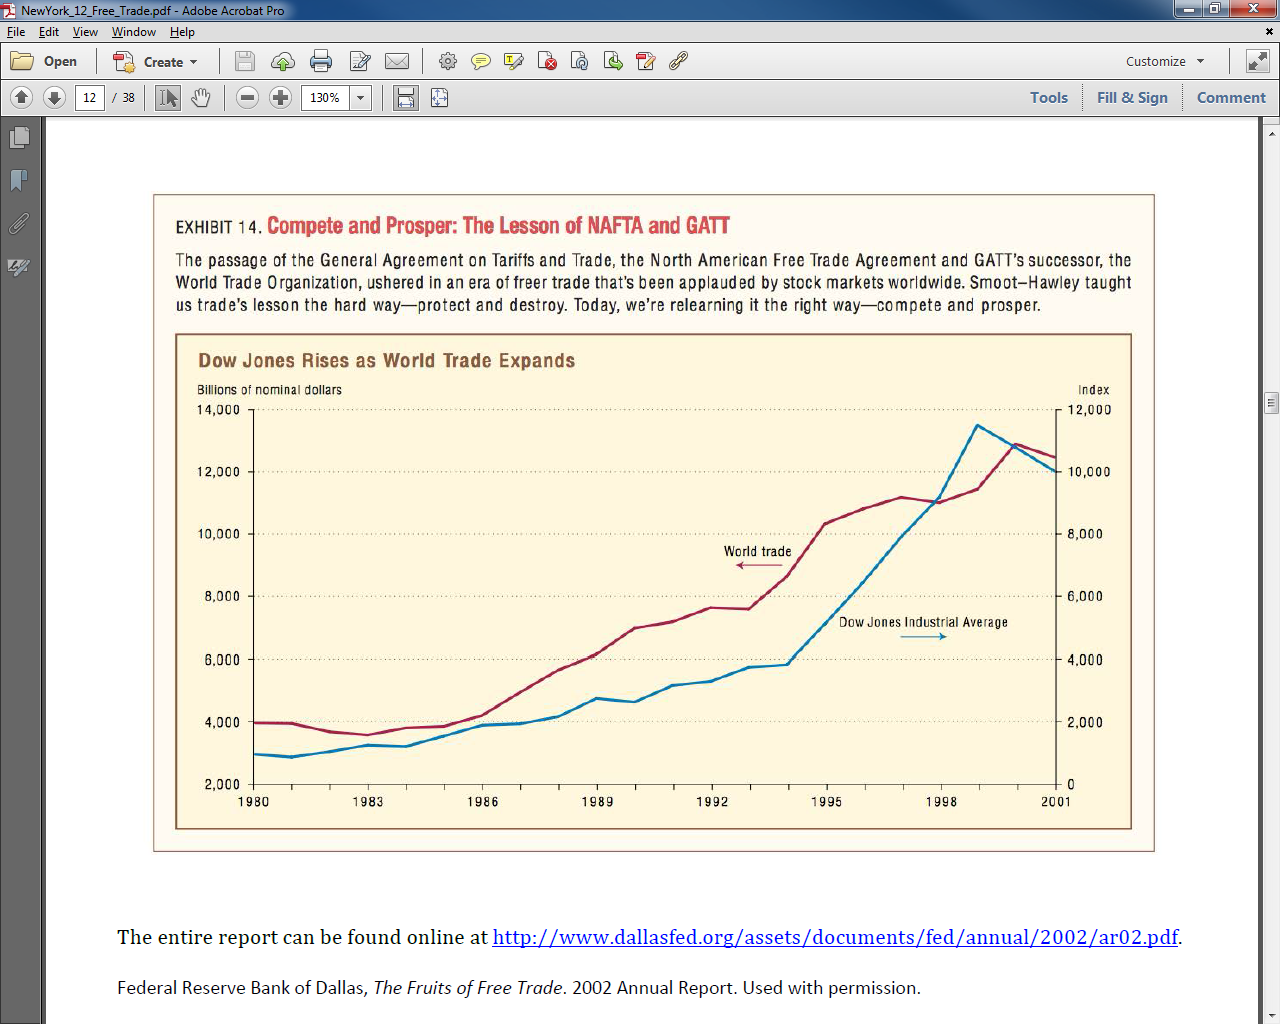 NewYork_12_Free_Trade.pdf - Adobe Acrobat Pro
File Edit View Window Help
Open Create Customize
12 / 38 130% Tools Fill & Sign Comment
EXHIBIT 14. Compete and Prosper: The Lesson of NAFTA and GATT
The passage of the General Agreement on Tariffs and Trade, the North American Free Trade Agreement and GATT's successor, the
World Trade Organization, ushered in an era of freer trade that's been applauded by stock markets worldwide. Smoot–Hawley taught
us trade's lesson the hard way—protect and destroy. Today, we're relearning it the right way—compete and prosper.
Dow Jones Rises as World Trade Expands
Billions of nominal dollars Index
14,000 12,000
12,000 10,000
10,000 8,000
World trade
8,000 6,000
Dow Jones Industrial Average
6,000 4,000
4,000 2,000
2,000 0
1980 1983 1986 1989 1992 1995 1998 2001
The entire report can be found online at http://www.dallasfed.org/assets/documents/fed/annual/2002/ar02.pdf.
Federal Reserve Bank of Dallas, The Fruits of Free Trade. 2002 Annual Report. Used with permission.